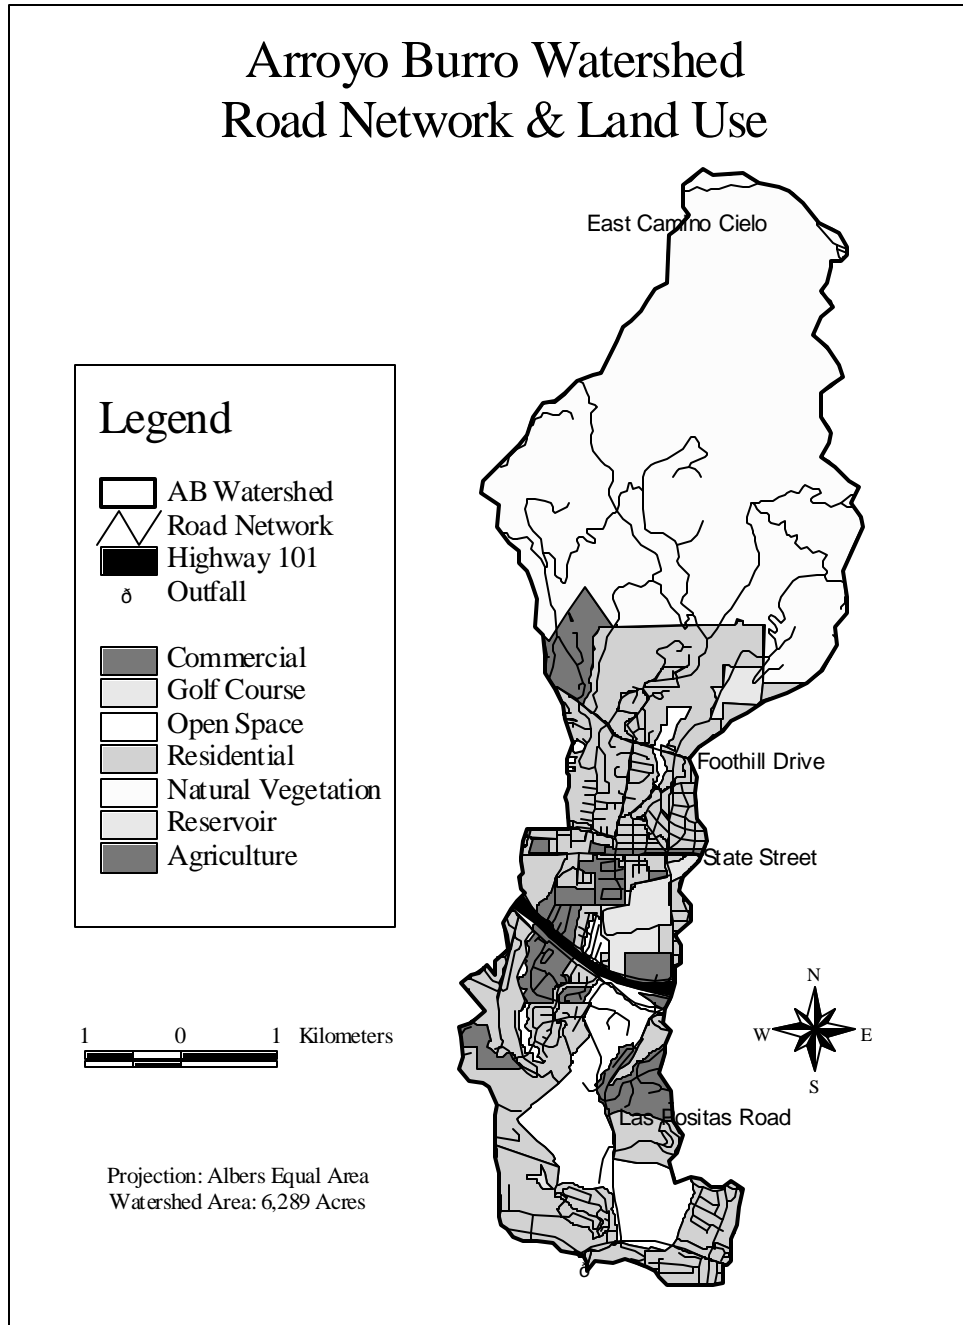 Arroyo Burro Watershed
Road Network & Land Use
East Camino Cielo
Legend
AB Watershed
Road Network
Highway 101
ð Outfall
Commercial
Golf Course
Open Space
Residential
Natural Vegetation
Reservoir
Agriculture
Foothill Drive
State Street
N
W E
S
1 0 1 Kilometers
Las Positas Road
Projection: Albers Equal Area
Watershed Area: 6,289 Acres
ð